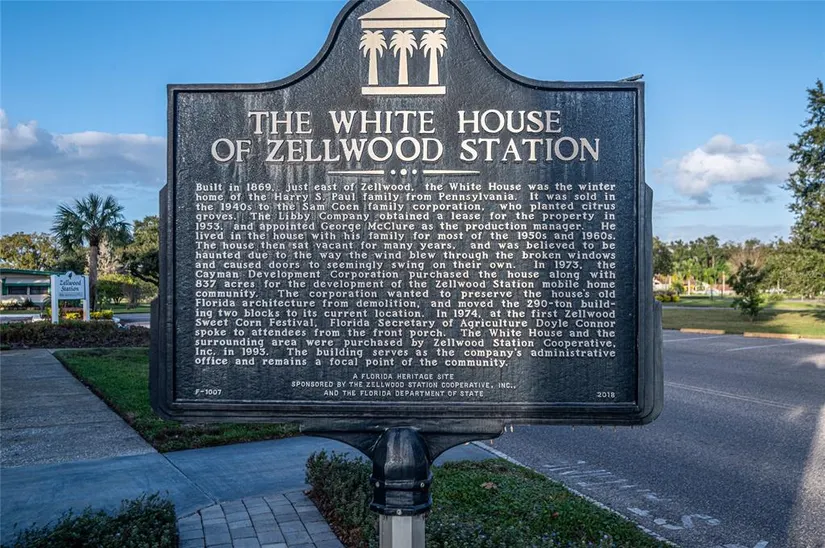 THE WHITE HOUSE
OF ZELLWOOD STATION
Built in 1869, just east of Zellwood, the White House was the winter
home of the Harry S. Paul family from Pennsylvania. It was sold in
the 1940s to the Sam Goen family corporation, who planted citrus
groves. The Libby Company obtained a lease for the property in
1953, and appointed George McClure as the production manager. He
lived in the house with his family for most of the 1950s and 1960s.
The house then sat vacant for many years, and was believed to be
haunted due to the way the wind blew through the broken windows
and caused doors to seemingly swing on their own. In 1973, the
Cayman Development Corporation purchased the house along with
837 acres for the development of the Zellwood Station mobile home
community. The corporation wanted to preserve the house's old
Florida architecture from demolition, and moved the 290-ton build-
ing two blocks to its current location. In 1974, at the first Zellwood
Sweet Corn Festival, Florida Secretary of Agriculture Doyle Connor
spoke to attendees from the front porch. The White House and the
surrounding area were purchased by Zellwood Station Cooperative,
Inc. in 1993. The building serves as the company's administrative
office and remains a focal point of the community.
A FLORIDA HERITAGE SITE
SPONSORED BY THE ZELLWOOD STATION COOPERATIVE, INC.,
F-1007 AND THE FLORIDA DEPARTMENT OF STATE 2018
Zellwood
Station